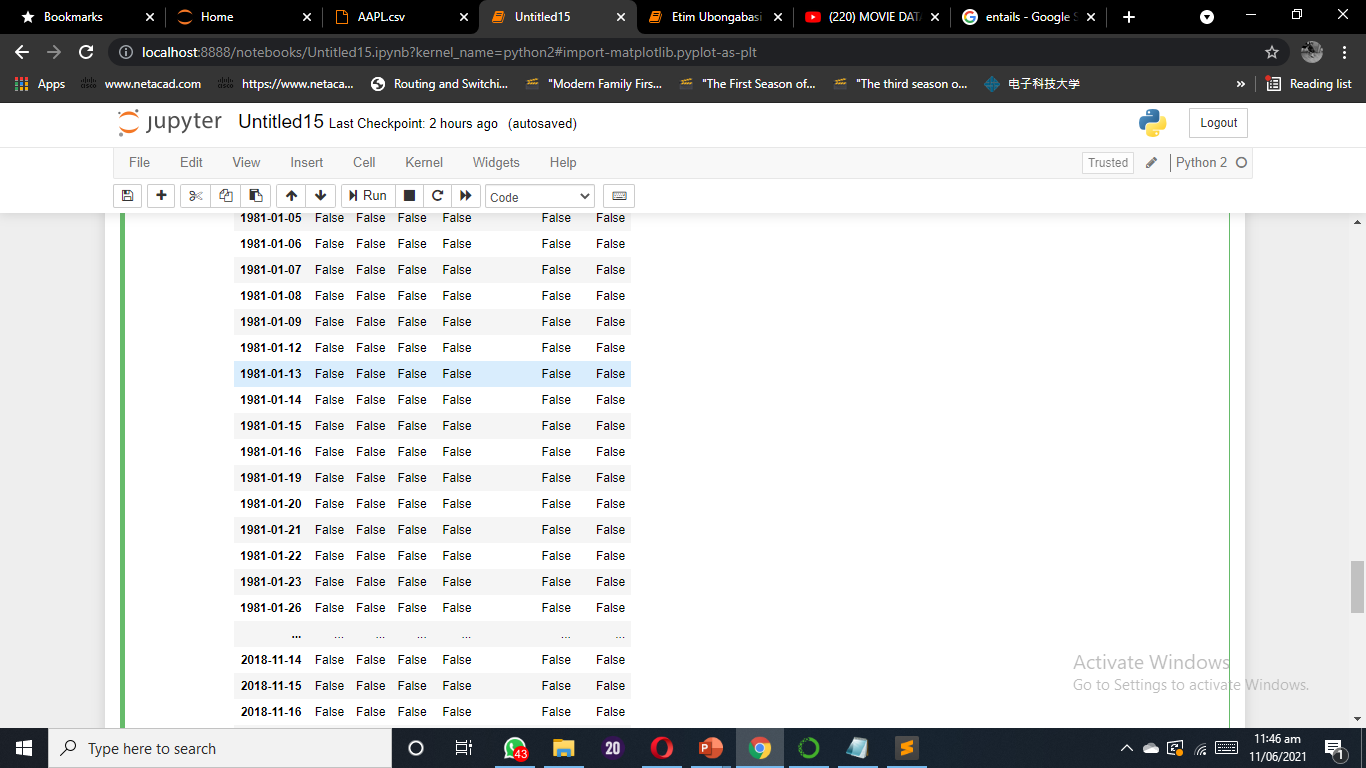 Bookmarks
Home
AAPL.csv
Untitled15
Etim Ubongabasi
(220) MOVIE DATA
entails - Google S
localhost:8888/notebooks/Untitled15.ipynb?kernel_name=python2#import-matplotlib.pyplot-as-plt
Apps
www.netacad.com
https://www.netaca...
Routing and Switchi...
"Modern Family Firs...
"The First Season of...
"The third season o...
电子科技大学
»
Reading list
jupyter Untitled15 Last Checkpoint: 2 hours ago (autosaved)
Logout
File Edit View Insert Cell Kernel Widgets Help
Trusted
Python 2
Run
Code
1981-01-05 False False False False False False
1981-01-06 False False False False False False
1981-01-07 False False False False False False
1981-01-08 False False False False False False
1981-01-09 False False False False False False
1981-01-12 False False False False False False
1981-01-13 False False False False False False
1981-01-14 False False False False False False
1981-01-15 False False False False False False
1981-01-16 False False False False False False
1981-01-19 False False False False False False
1981-01-20 False False False False False False
1981-01-21 False False False False False False
1981-01-22 False False False False False False
1981-01-23 False False False False False False
1981-01-26 False False False False False False
... ... ... ... ... ... ...
2018-11-14 False False False False False False
2018-11-15 False False False False False False
2018-11-16 False False False False False False
Activate Windows
Go to Settings to activate Windows.
Type here to search
43
20
11:46 am
11/06/2021
1